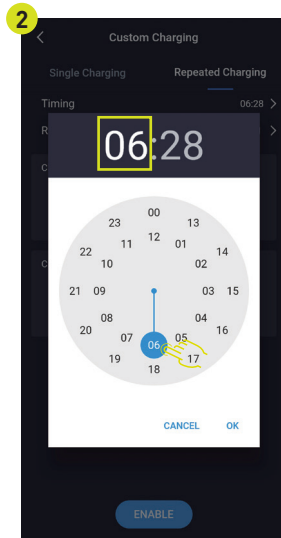 2
Custom Charging
Single Charging Repeated Charging
Timing 06:28
R
06:28
C
00
23 13
12
11 01
22 14
10 02
21 09 03 15
08 04
20 16
07 05
06
19 17
18
C
CANCEL OK
ENABLE